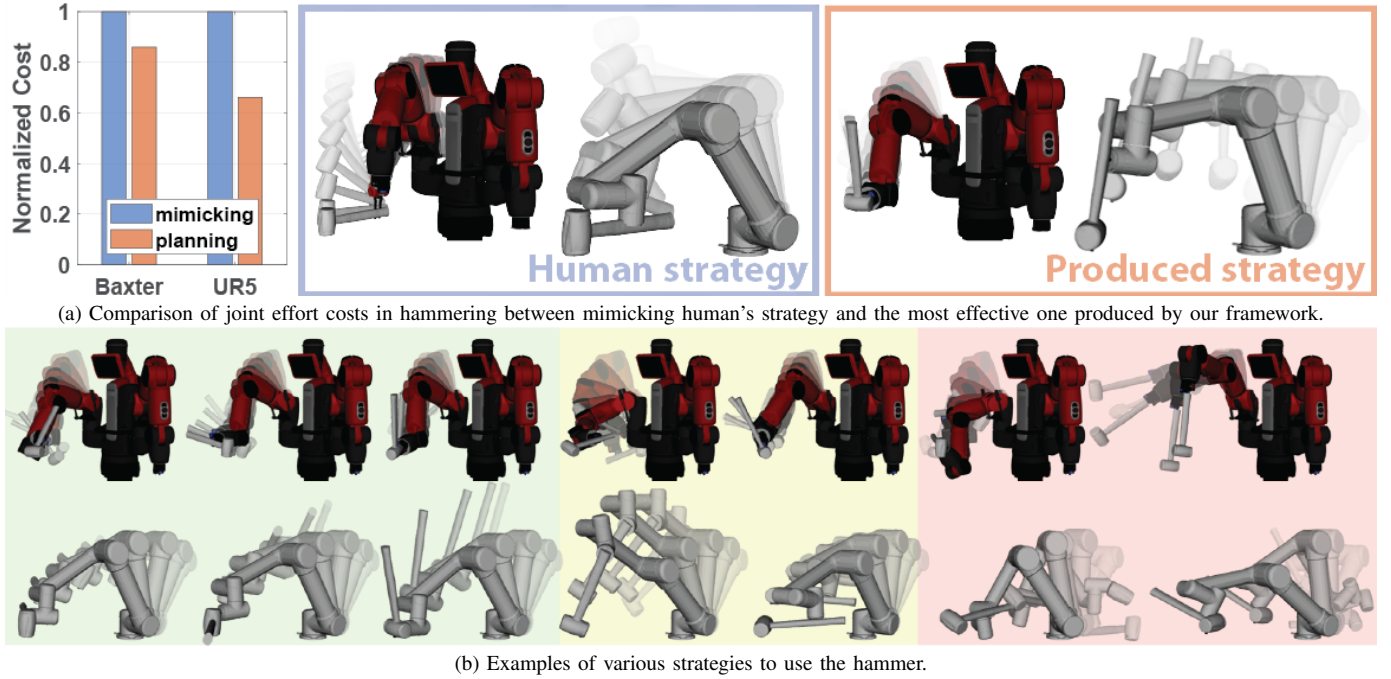 1
0.8
0.6
0.4
0.2
0
Normalized Cost
mimicking
planning
Baxter UR5
Human strategy
Produced strategy
(a) Comparison of joint effort costs in hammering between mimicking human's strategy and the most effective one produced by our framework.
(b) Examples of various strategies to use the hammer.